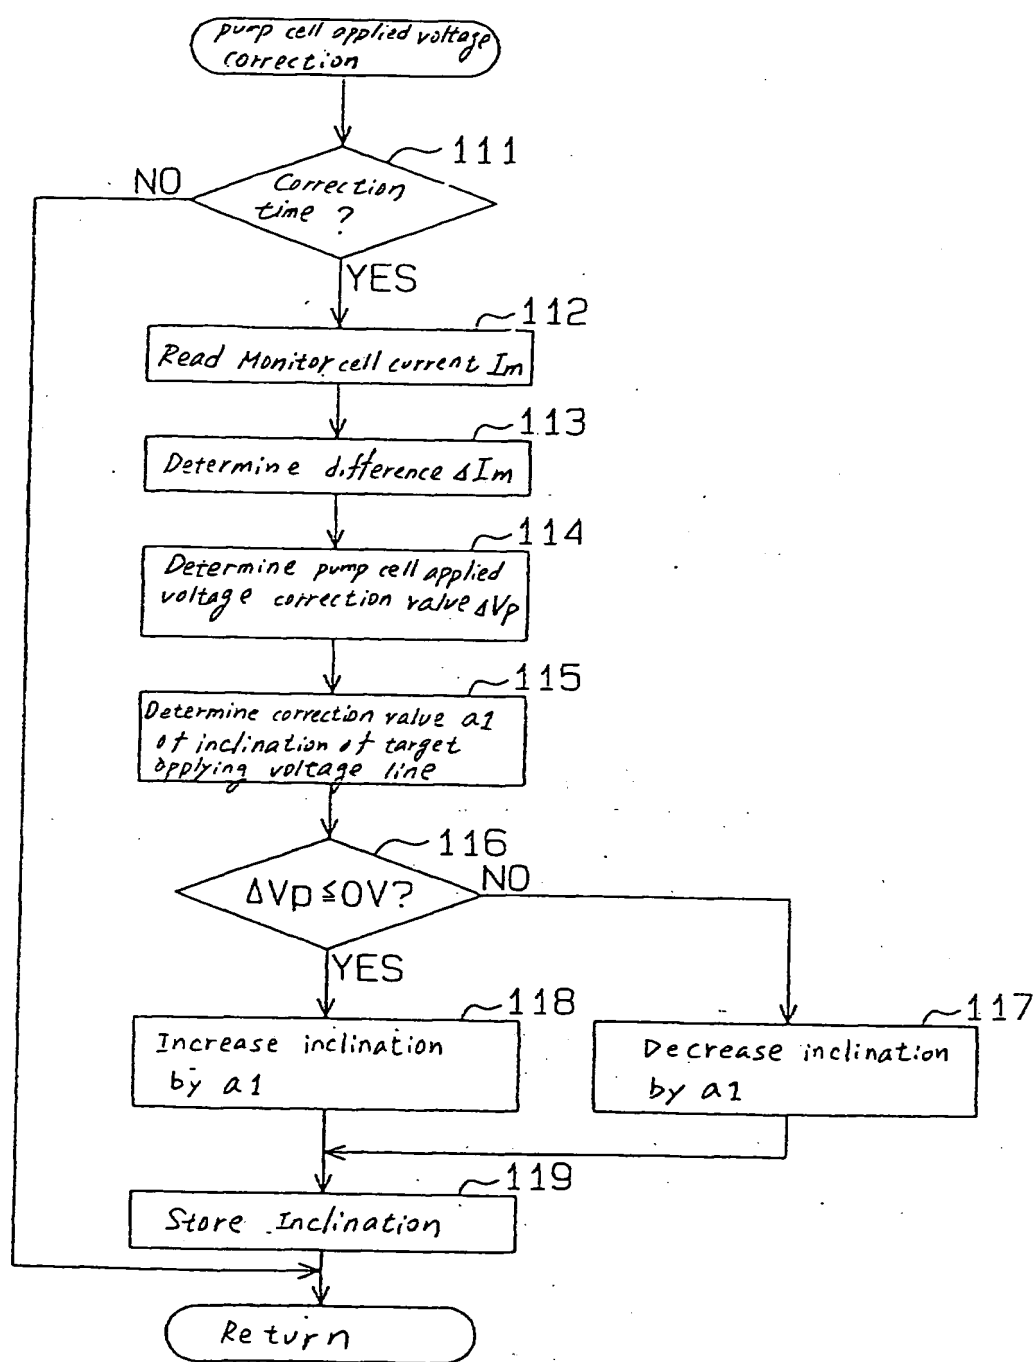 pump cell applied voltage
correction
111
NO
Correction
time ?
YES
112
Read Monitor cell current Im
113
Determine difference ΔIm
114
Determine pump cell applied
voltage correction value ΔVp
115
Determine correction value a1
of inclination of target
applying voltage line
116
ΔVp≦0V?
NO
YES
118
Increase inclination
by a1
117
Decrease inclination
by a1
119
Store Inclination
Return